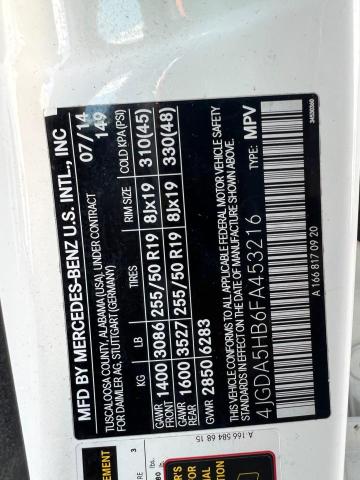 MFD BY MERCEDES-BENZ U.S. INTL., INC
TUSCALOOSA COUNTY, ALABAMA (USA), UNDER CONTRACT 07/14
FOR DAIMLER AG, STUTTGART (GERMANY) 149
KG LB TIRES RIM SIZE COLD KPA(PSI)
GAWR FRONT 1400 3086 255/50 R19 8Jx19 310(45)
GAWR REAR 1600 3527 255/50 R19 8Jx19 330(48)
GVWR 2850 6283
THIS VEHICLE CONFORMS TO ALL APPLICABLE FEDERAL MOTOR VEHICLE SAFETY
STANDARDS IN EFFECT ON THE DATE OF MANUFACTURE SHOWN ABOVE.
4JGDA5HB6FA453216 TYPE: MPV
A 166 817 09 20
A 166 584 68 15
3
lbs.